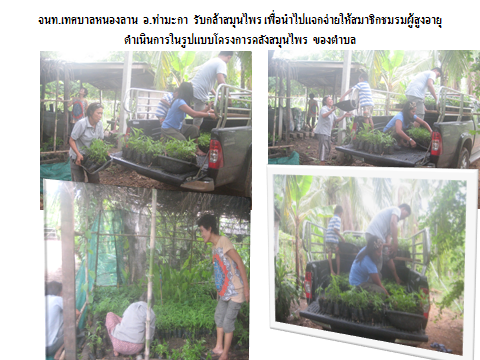 จนท.เทศบาลหนองลาน อ.ท่ามะกา รับกล้าสมุนไพร เพื่อนำไปแจกจ่ายให้สมาชิกชมรมผู้สูงอายุ
ดำเนินการในรูปแบบโครงการคลังสมุนไพร ของตำบล